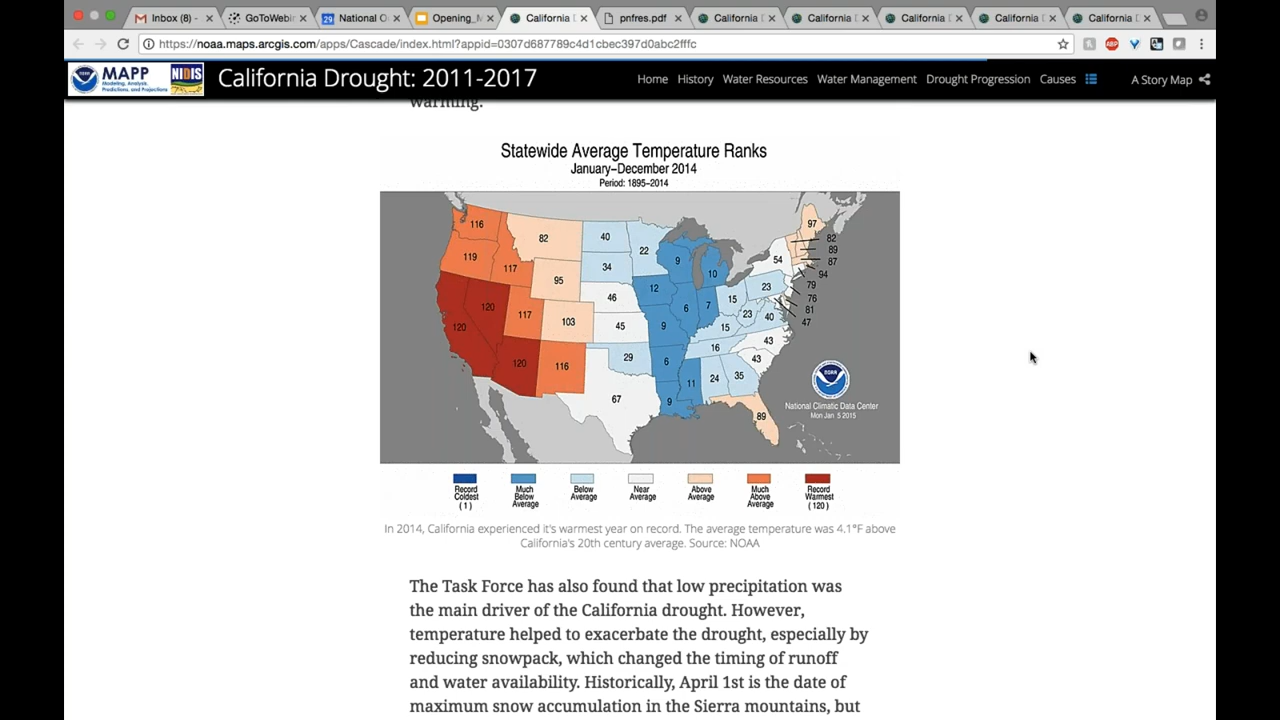 Inbox (8) -
GoToWebi
National O
Opening_M
California D
pnfres.pdf
California
California D
California D
California D
California D
https://noaa.maps.arcgis.com/apps/Cascade/index.html?appid=0307d687789c4d1cbec397d0abc2fffc
MAPP
Modeling, Analysis,
Predictions, and Projections
NIDIS
California Drought: 2011-2017
Home History Water Resources Water Management Drought Progression Causes
A Story Map
warming.
Statewide Average Temperature Ranks
January–December 2014
Period: 1895–2014
116
119
117
82
95
120
120
117
103
120
116
40
34
46
45
29
67
22
12
9
9
6
9
10
6
7
11
15
15
16
24
35
23
23
40
43
43
89
54
97
82
89
87
94
79
76
81
47
NOAA
National Climatic Data Center
Mon Jan 5 2015
Record Coldest (1)
Much Below Average
Below Average
Near Average
Above Average
Much Above Average
Record Warmest (120)
In 2014, California experienced it's warmest year on record. The average temperature was 4.1°F above
California's 20th century average. Source: NOAA
The Task Force has also found that low precipitation was
the main driver of the California drought. However,
temperature helped to exacerbate the drought, especially by
reducing snowpack, which changed the timing of runoff
and water availability. Historically, April 1st is the date of
maximum snow accumulation in the Sierra mountains, but